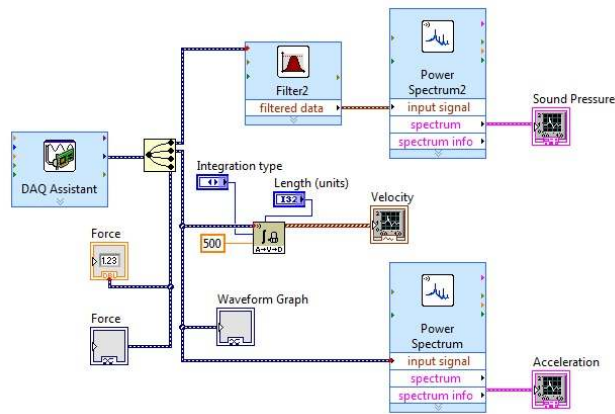 Filter2
filtered data
Power
Spectrum2
input signal
spectrum
spectrum info
Sound Pressure
DAQ Assistant
Integration type
Length (units)
I32
Velocity
500
A→V→D
Force
1.23
DBL
Waveform Graph
Force
Power
Spectrum
input signal
spectrum
spectrum info
Acceleration